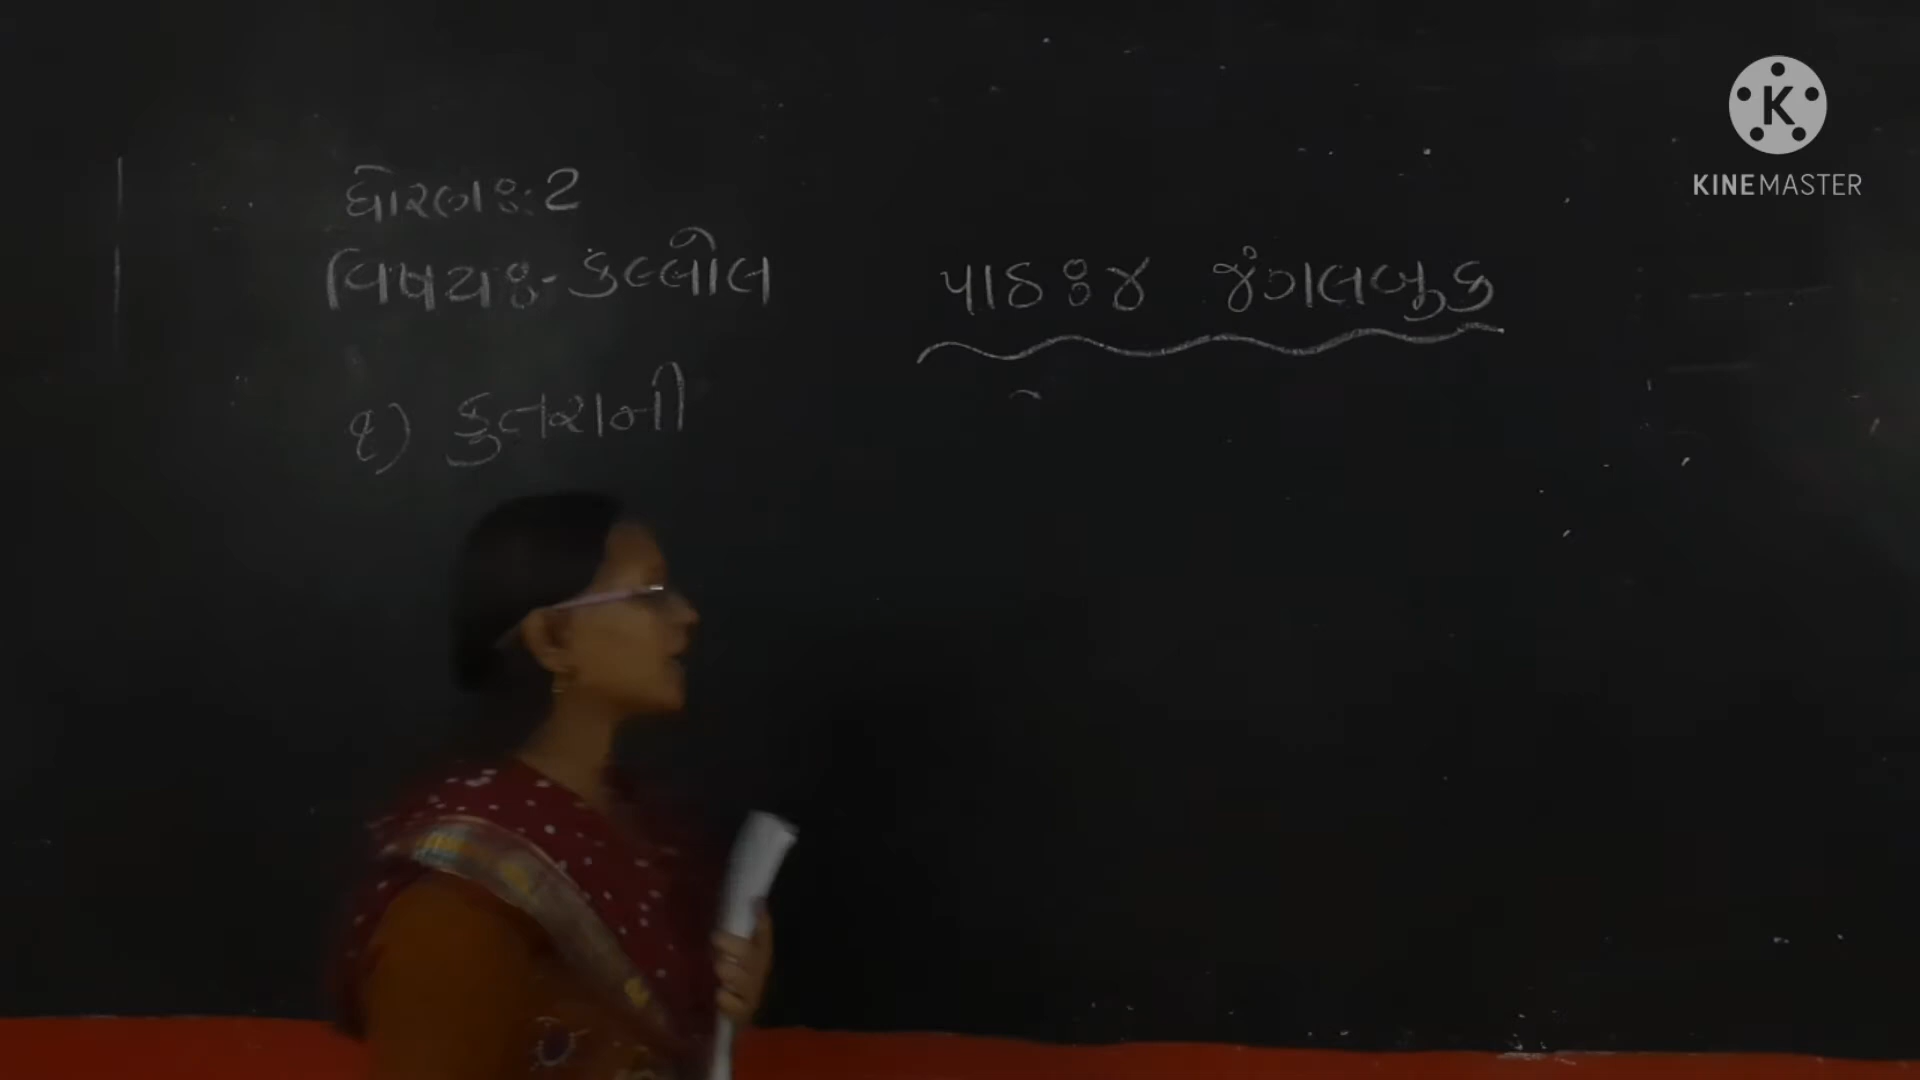 ધોરણઃ-2
વિષયઃ-કલ્લોલ
પાઠઃ૪ જંગલબુક
૧) કુતરાની
K
KINEMASTER